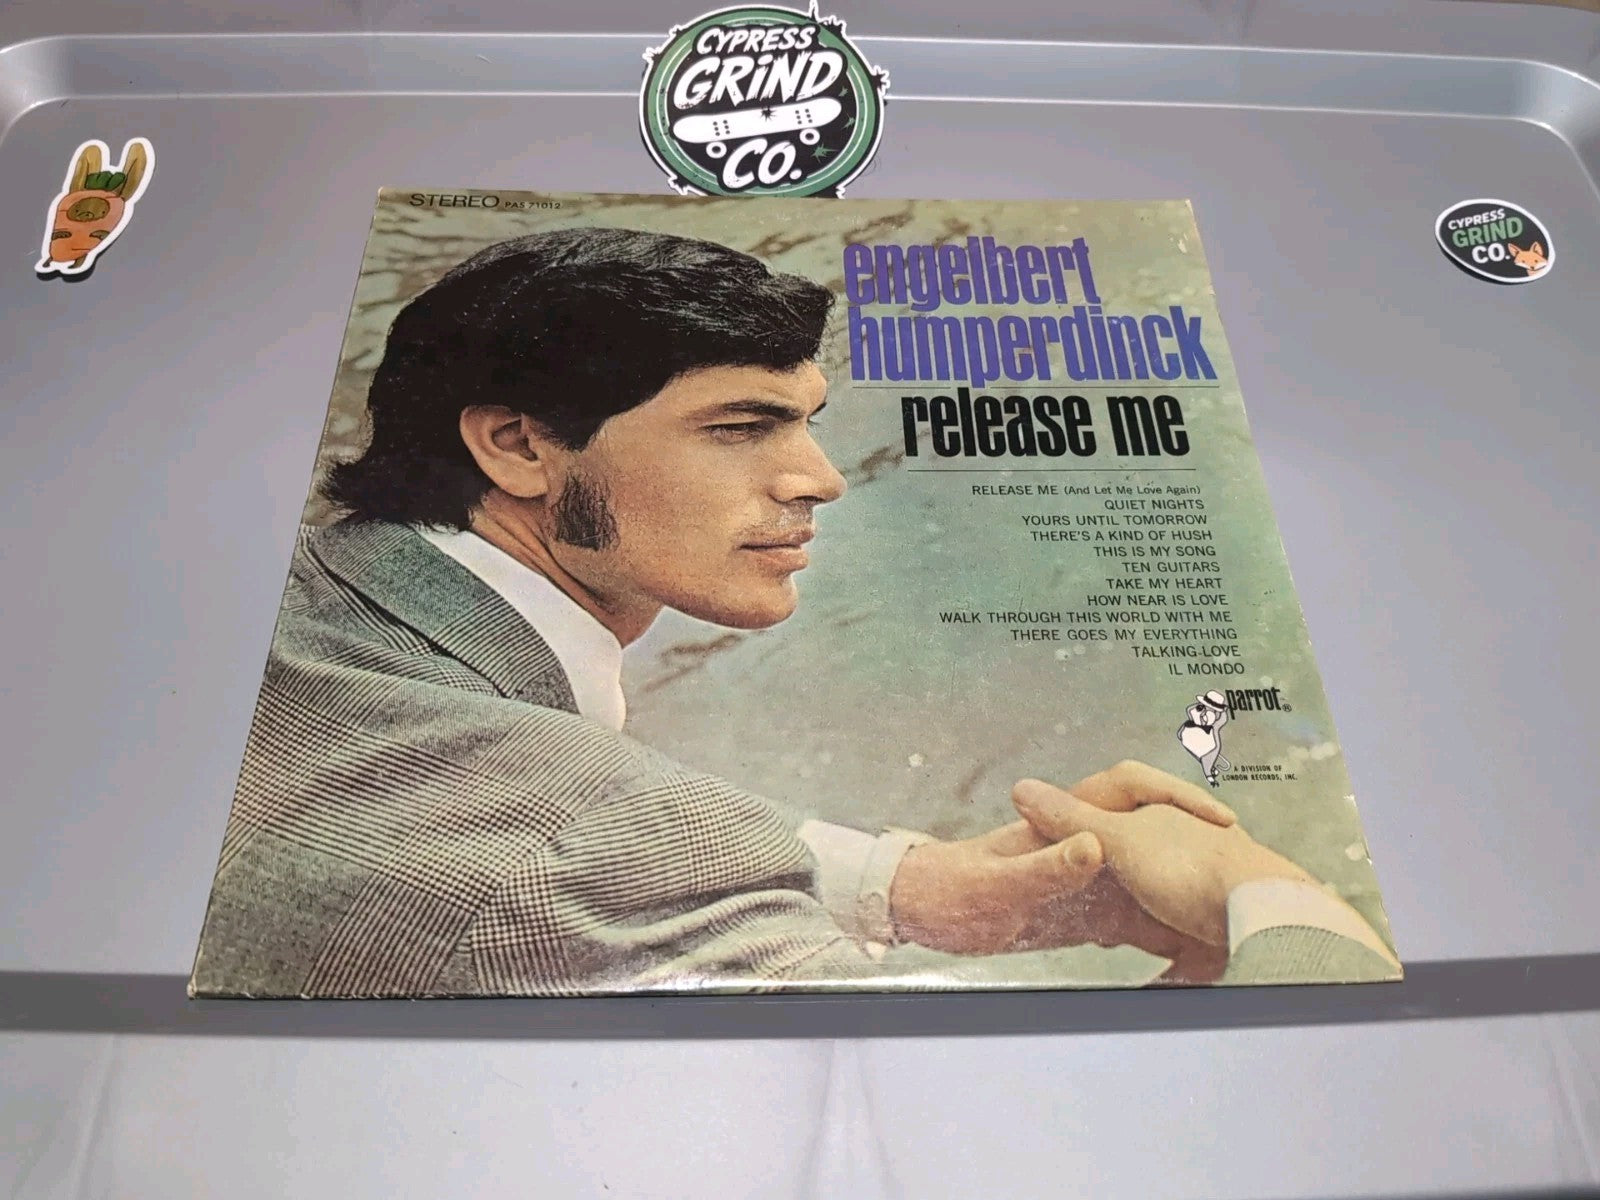 CYPRESS
GRIND
CO.
CYPRESS
GRIND
CO.
STEREO PAS 71012
engelbert
humperdinck
release me
RELEASE ME (And Let Me Love Again)
QUIET NIGHTS
YOURS UNTIL TOMORROW
THERE'S A KIND OF HUSH
THIS IS MY SONG
TEN GUITARS
TAKE MY HEART
HOW NEAR IS LOVE
WALK THROUGH THIS WORLD WITH ME
THERE GOES MY EVERYTHING
TALKING LOVE
IL MONDO
parrot®
A DIVISION OF
LONDON RECORDS, INC.